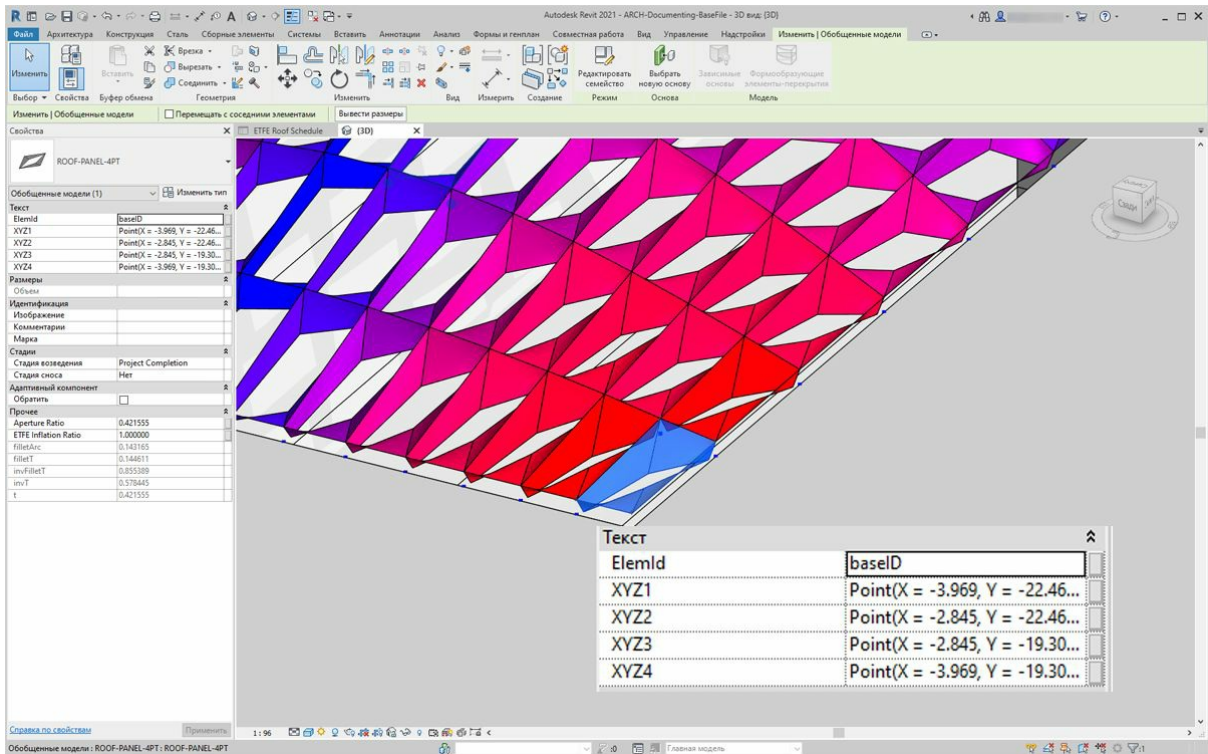 Autodesk Revit 2021 - ARCH-Documenting-BaseFile - 3D вид: {3D}
Файл Архитектура Конструкция Сталь Сборные элементы Системы Вставить Аннотации Анализ Формы и генплан Совместная работа Вид Управление Надстройки Изменить | Обобщенные модели
Изменить
Вставить
Врезка
Вырезать
Соединить
Редактировать семейство
Выбрать новую основу
Зависимые основы
Формообразующие элементы-перекрытия
Выбор Свойства Буфер обмена Геометрия Изменить Вид Измерить Создание Режим Основа Модель
Изменить | Обобщенные модели Перемещать с соседними элементами Вывести размеры
Свойства
ETFE Roof Schedule {3D}
ROOF-PANEL-4PT
Обобщенные модели (1) Изменить тип
Текст
ElemId baseID
XYZ1 Point(X = -3.969, Y = -22.46...
XYZ2 Point(X = -2.845, Y = -22.46...
XYZ3 Point(X = -2.845, Y = -19.30...
XYZ4 Point(X = -3.969, Y = -19.30...
Размеры
Объем
Идентификация
Изображение
Комментарии
Марка
Стадии
Стадия возведения Project Completion
Стадия сноса Нет
Адаптивный компонент
Обратить
Прочее
Aperture Ratio 0.421555
ETFE Inflation Ratio 1.000000
filletArc 0.143165
filletT 0.144611
invFilletT 0.855389
invT 0.578445
t 0.421555
Сзади
Текст
ElemId baseID
XYZ1 Point(X = -3.969, Y = -22.46...
XYZ2 Point(X = -2.845, Y = -22.46...
XYZ3 Point(X = -2.845, Y = -19.30...
XYZ4 Point(X = -3.969, Y = -19.30...
Справка по свойствам Применить
1 : 96
Обобщенные модели : ROOF-PANEL-4PT : ROOF-PANEL-4PT
:0 Главная модель :1